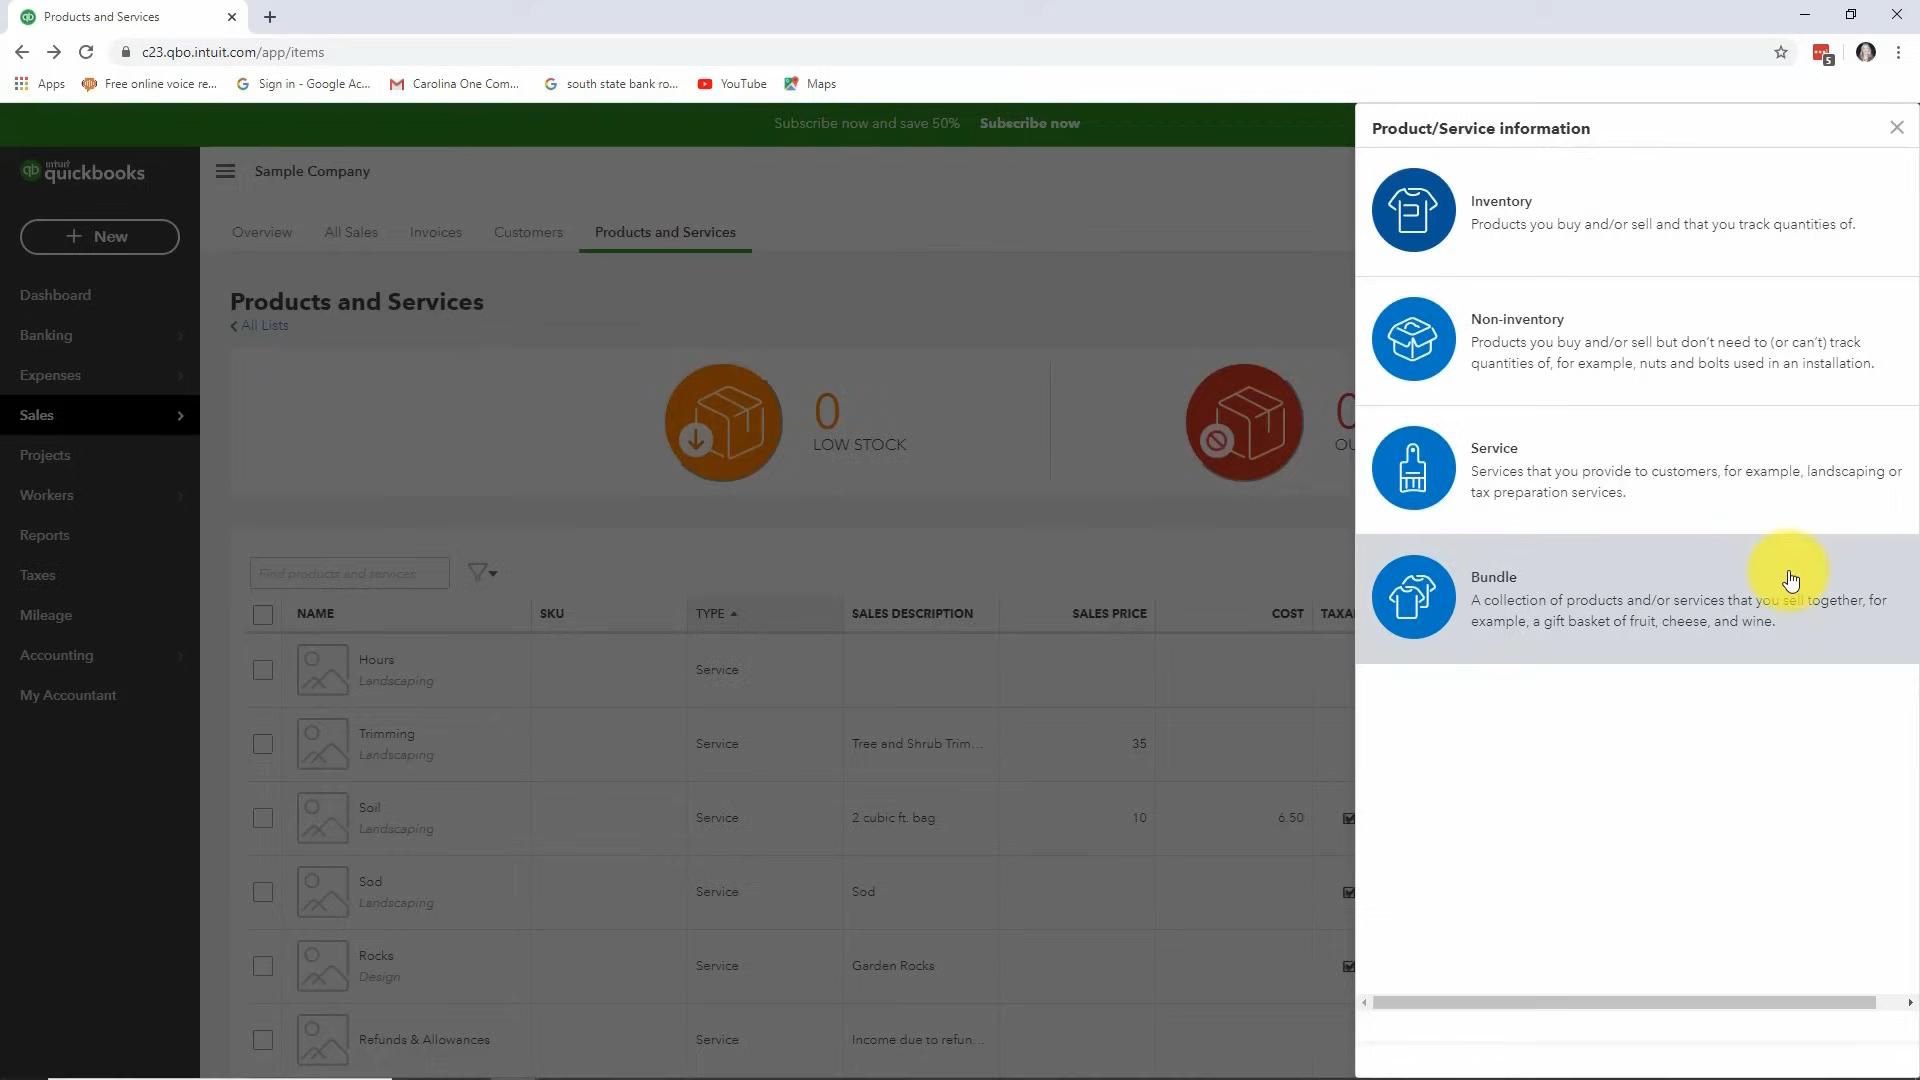 Products and Services
c23.qbo.intuit.com/app/items
5
Apps
Free online voice re...
Sign in - Google Ac...
Carolina One Com...
south state bank ro...
YouTube
Maps
Subscribe now and save 50% Subscribe now
qb intuit quickbooks
Sample Company
+ New
Overview
All Sales
Invoices
Customers
Products and Services
Dashboard
Banking
Expenses
Sales
Projects
Workers
Reports
Taxes
Mileage
Accounting
My Accountant
Products and Services
All Lists
0
LOW STOCK
0
OU
Find products and services
NAME SKU TYPE SALES DESCRIPTION SALES PRICE COST TAXA
Hours
Landscaping
Service
Trimming
Landscaping
Service
Tree and Shrub Trim...
35
Soil
Landscaping
Service
2 cubic ft. bag
10
6.50
Sod
Landscaping
Service
Sod
Rocks
Design
Service
Garden Rocks
Refunds & Allowances
Service
Income due to refun...
Product/Service information
Inventory
Products you buy and/or sell and that you track quantities of.
Non-inventory
Products you buy and/or sell but don't need to (or can't) track
quantities of, for example, nuts and bolts used in an installation.
Service
Services that you provide to customers, for example, landscaping or
tax preparation services.
Bundle
A collection of products and/or services that you sell together, for
example, a gift basket of fruit, cheese, and wine.